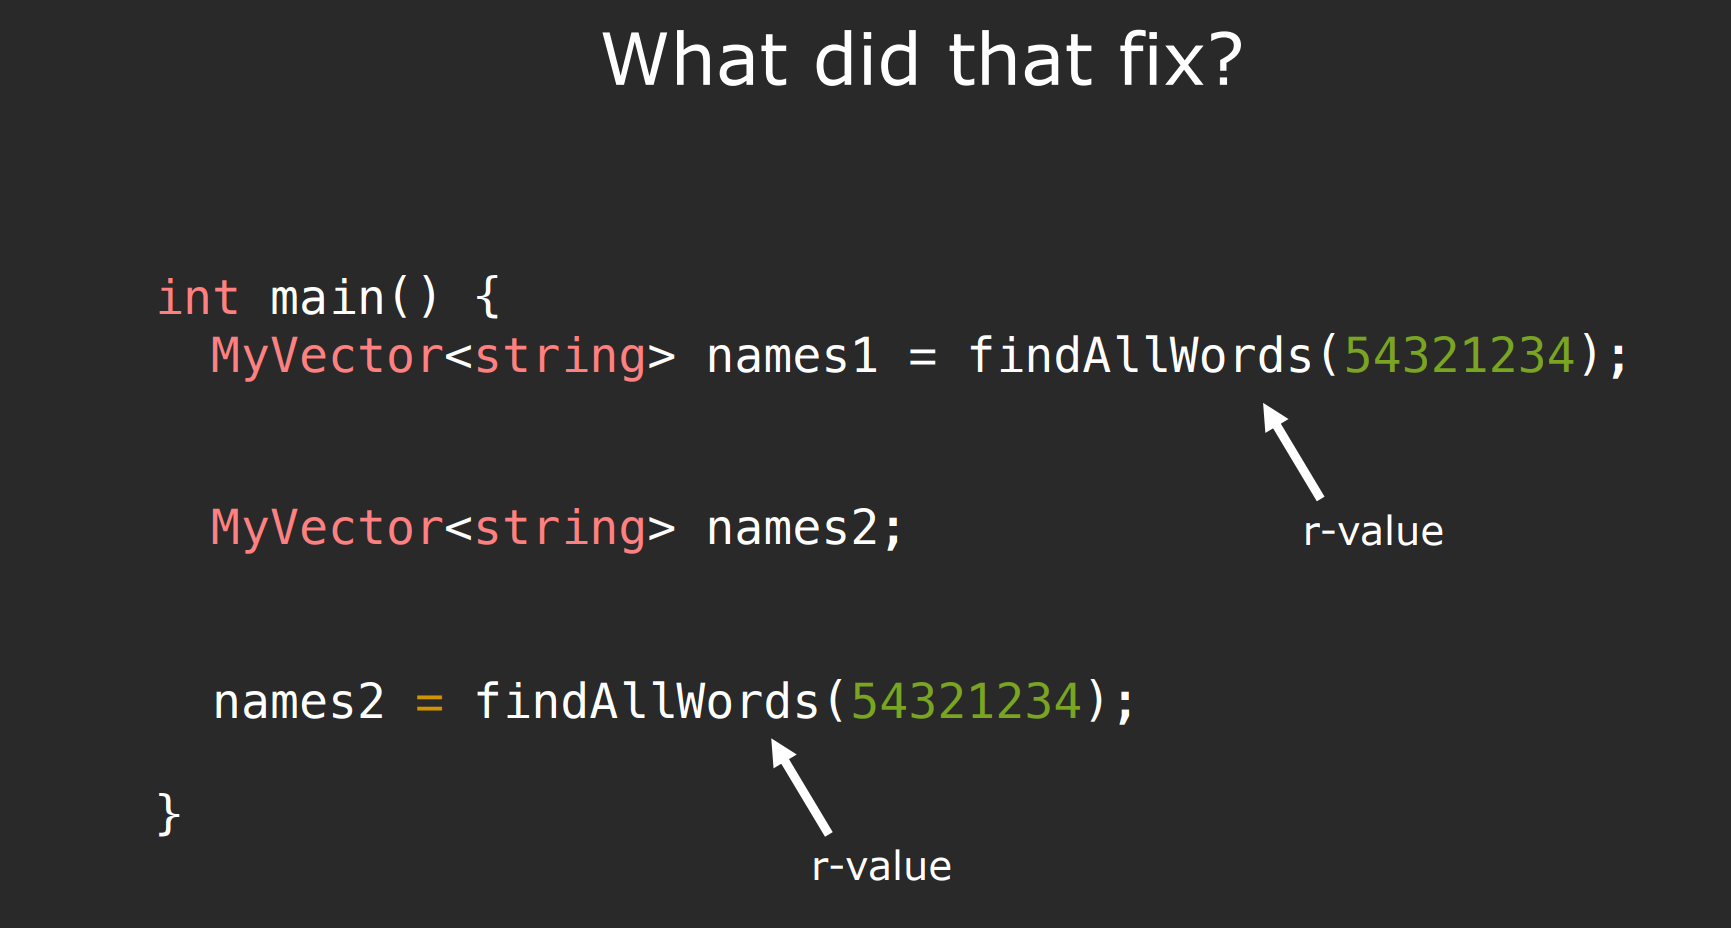 What did that fix?
int main() {
MyVector<string> names1 = findAllWords(54321234);
r-value
MyVector<string> names2;
names2 = findAllWords(54321234);
}
r-value